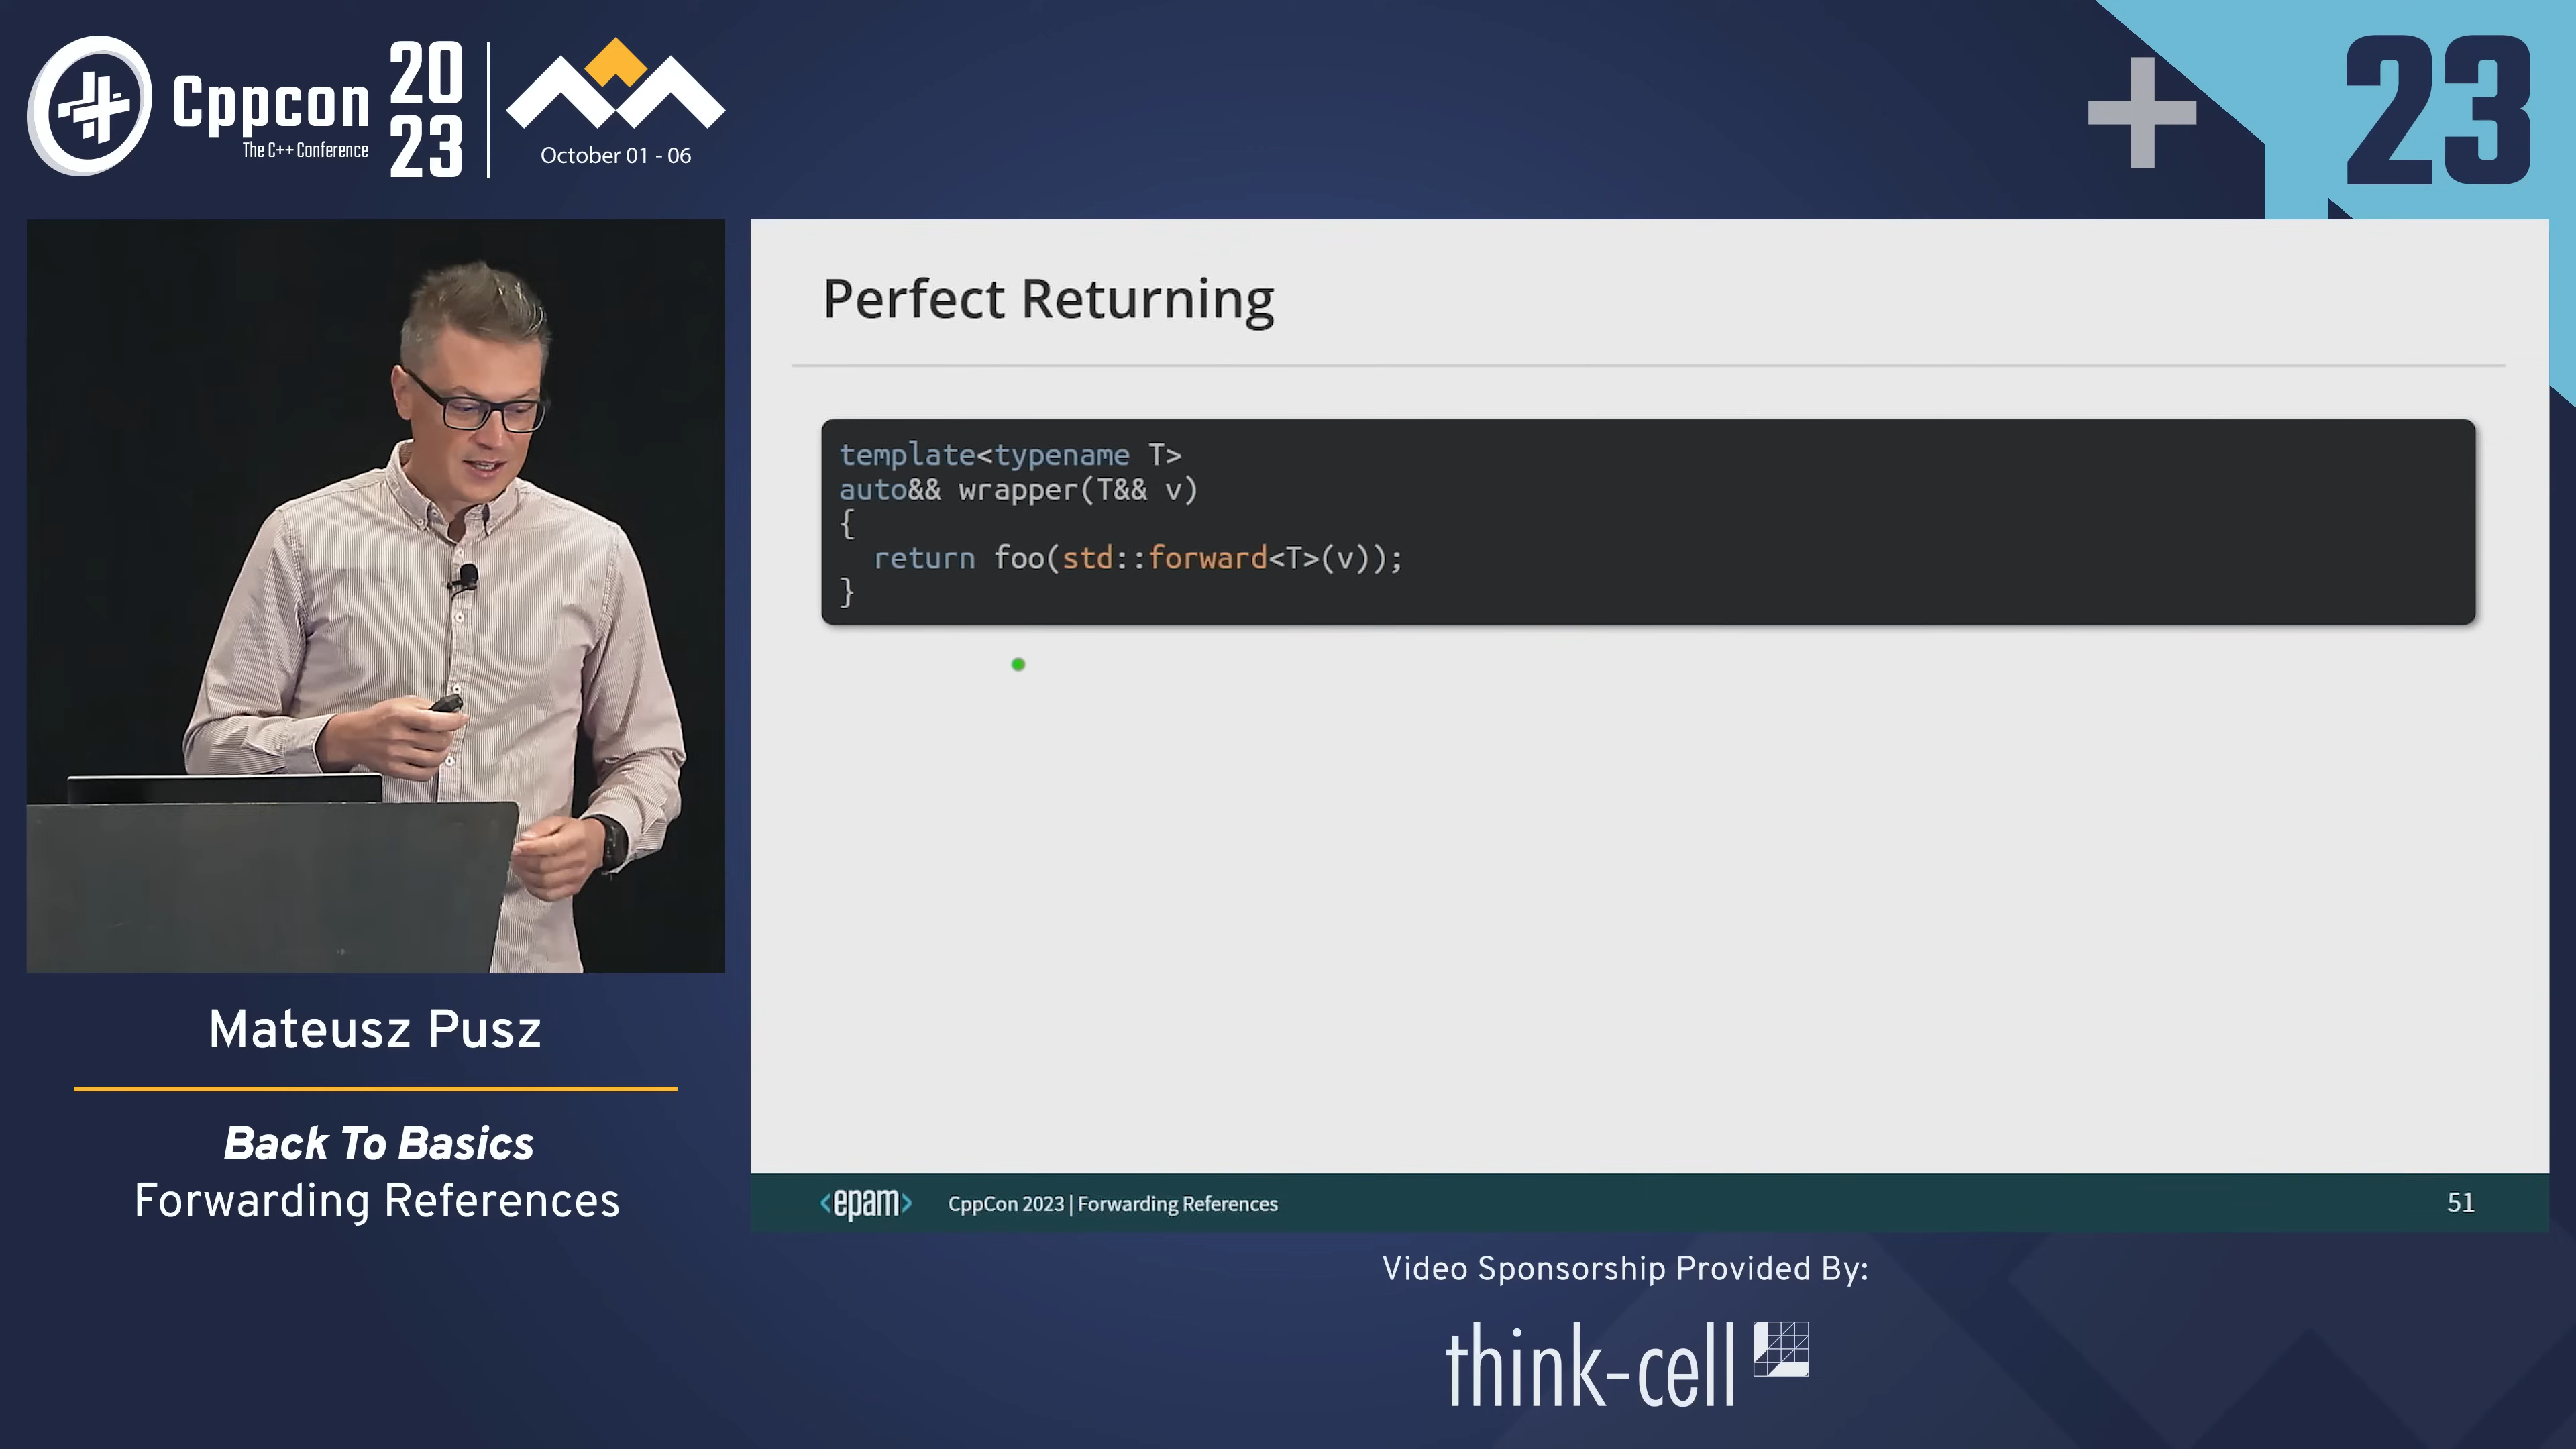 Cppcon
The C++ Conference
20
23
October 01 - 06
23
Perfect Returning
template<typename T>
auto&& wrapper(T&& v)
{
  return foo(std::forward<T>(v));
}
Mateusz Pusz
Back To Basics
Forwarding References
<epam>
CppCon 2023 | Forwarding References
51
Video Sponsorship Provided By:
think-cell